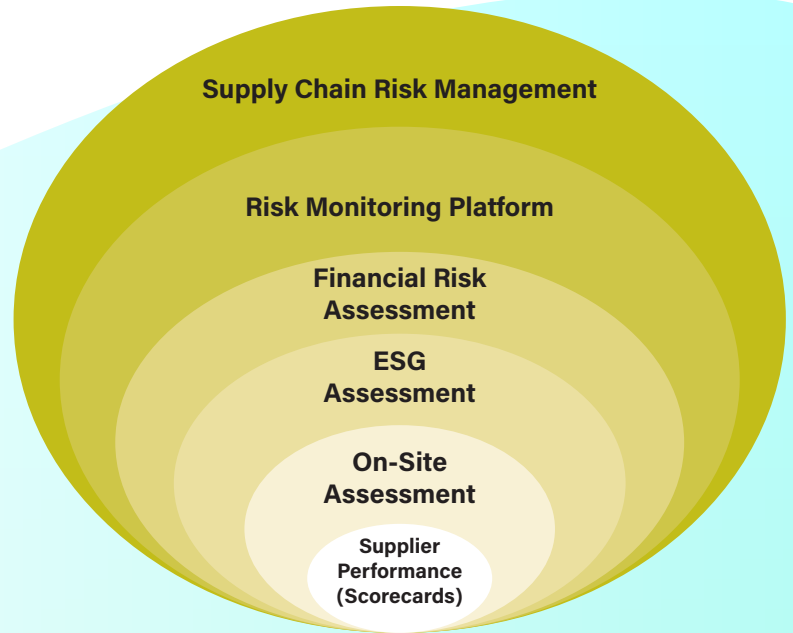 Supply Chain Risk Management
Risk Monitoring Platform
Financial Risk
Assessment
ESG
Assessment
On-Site
Assessment
Supplier
Performance
(Scorecards)